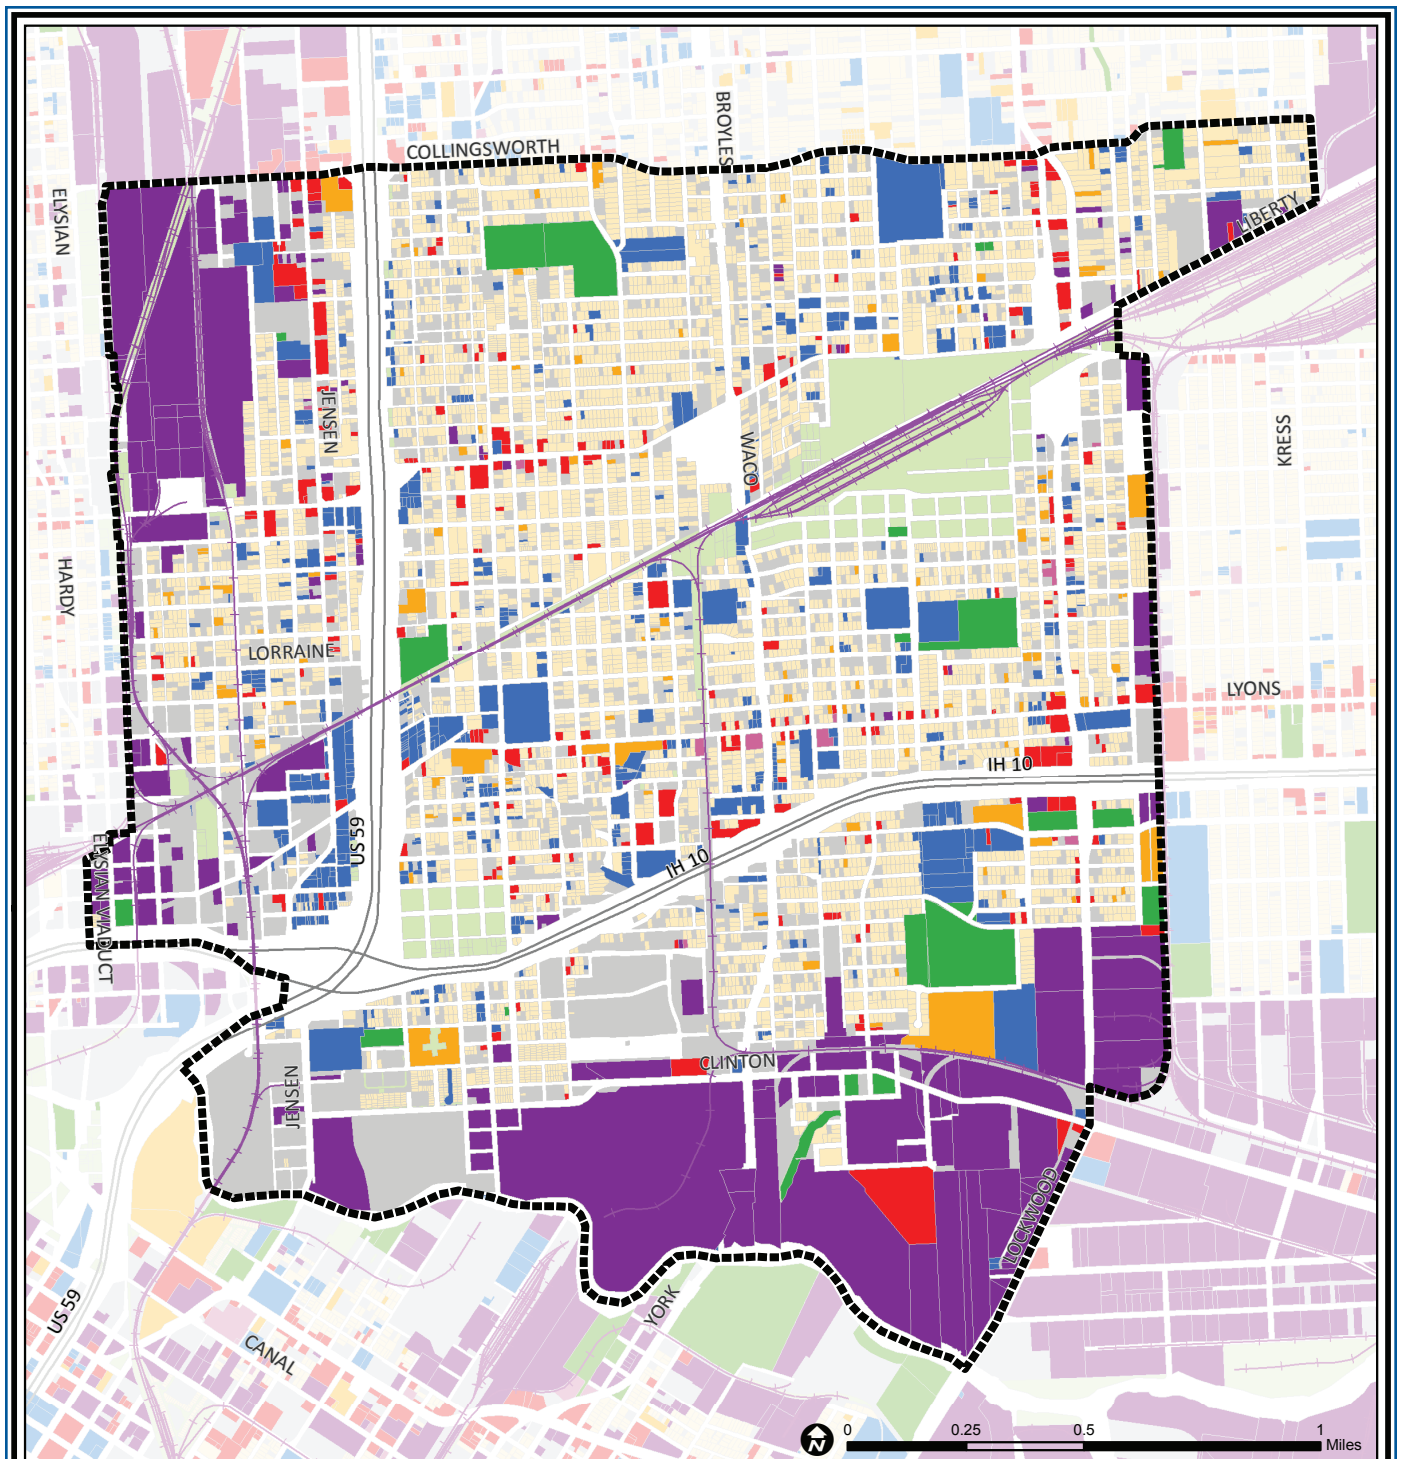 BROYLES
COLLINGSWORTH
ELYSIAN
LIBERTY
JENSEN
WACO
KRESS
HARDY
LORRAINE
LYONS
IH 10
US 59
IH 10
ELYSIAN VIADUCT
CLINTON
JENSEN
LOCKWOOD
YORK
US 59
CANAL
N
0 0.25 0.5 1
Miles